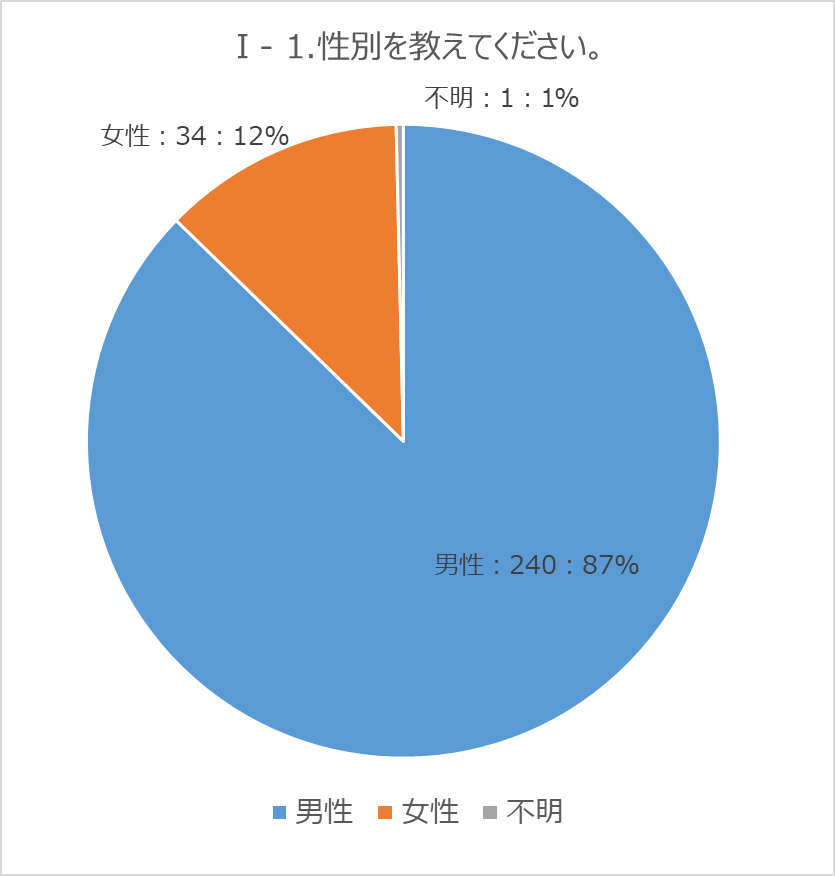 Ⅰ - 1.性別を教えてください。
不明：1：1%
女性：34：12%
男性：240：87%
男性 女性 不明